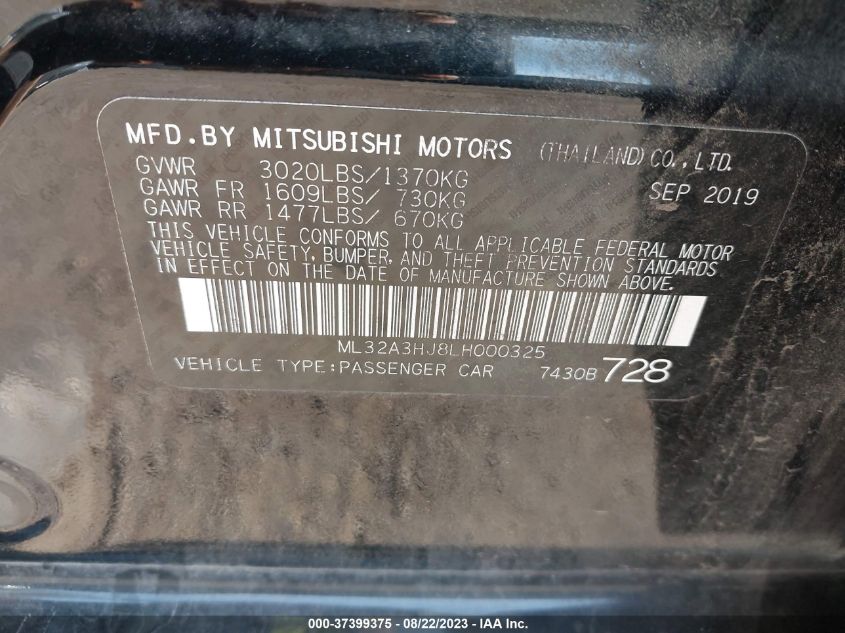 MFD.BY MITSUBISHI MOTORS (THAILAND) CO.,LTD.
GVWR 3020LBS/1370KG SEP 2019
GAWR FR 1609LBS/ 730KG
GAWR RR 1477LBS/ 670KG
THIS VEHICLE CONFORMS TO ALL APPLICABLE FEDERAL MOTOR
VEHICLE SAFETY, BUMPER, AND THEFT PREVENTION STANDARDS
IN EFFECT ON THE DATE OF MANUFACTURE SHOWN ABOVE.
ML32A3HJ8LH000325
VEHICLE TYPE:PASSENGER CAR 7430B 728
000-37399375 - 08/22/2023 - IAA Inc.